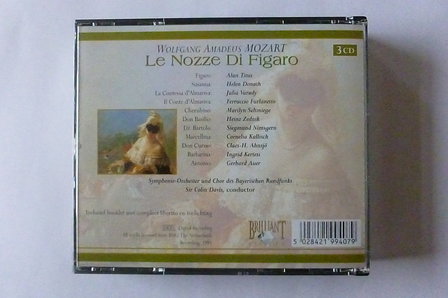 WOLFGANG AMADEUS MOZART
3 CD
Le Nozze Di Figaro
Figaro Alan Titus
Susanna Helen Donath
La Contessa d'Almaviva Julia Varady
Il Conte d'Almaviva Ferruccio Furlanetto
Cherubino Marilyn Schmiege
Don Basilio Heinz Zednik
Dr. Bartolo Siegmund Nimsgern
Marcellina Cornelia Kallisch
Don Curzio Claes-H. Ahnsjö
Barbarina Ingrid Kertesi
Antonio Gerhard Auer
Symphonie-Orchester und Chor des Bayerischen Rundfunks
Sir Colin Davis, conductor
BRILLIANT
5 028421 994079